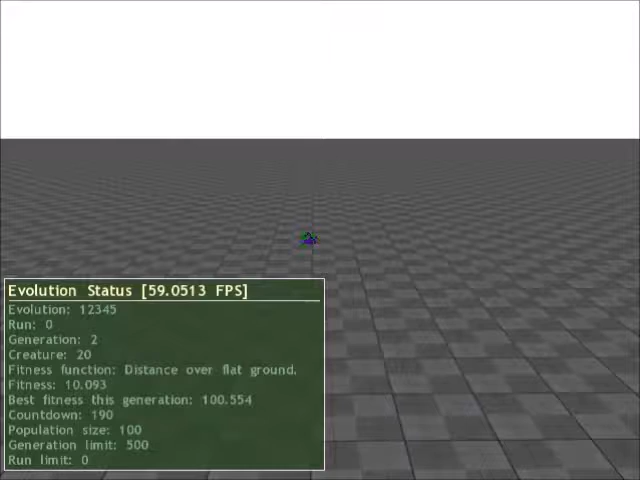 Evolution Status [59.0513 FPS]
Evolution: 12345
Run: 0
Generation: 2
Creature: 20
Fitness function: Distance over flat ground.
Fitness: 10.093
Best fitness this generation: 100.554
Countdown: 190
Population size: 100
Generation limit: 500
Run limit: 0